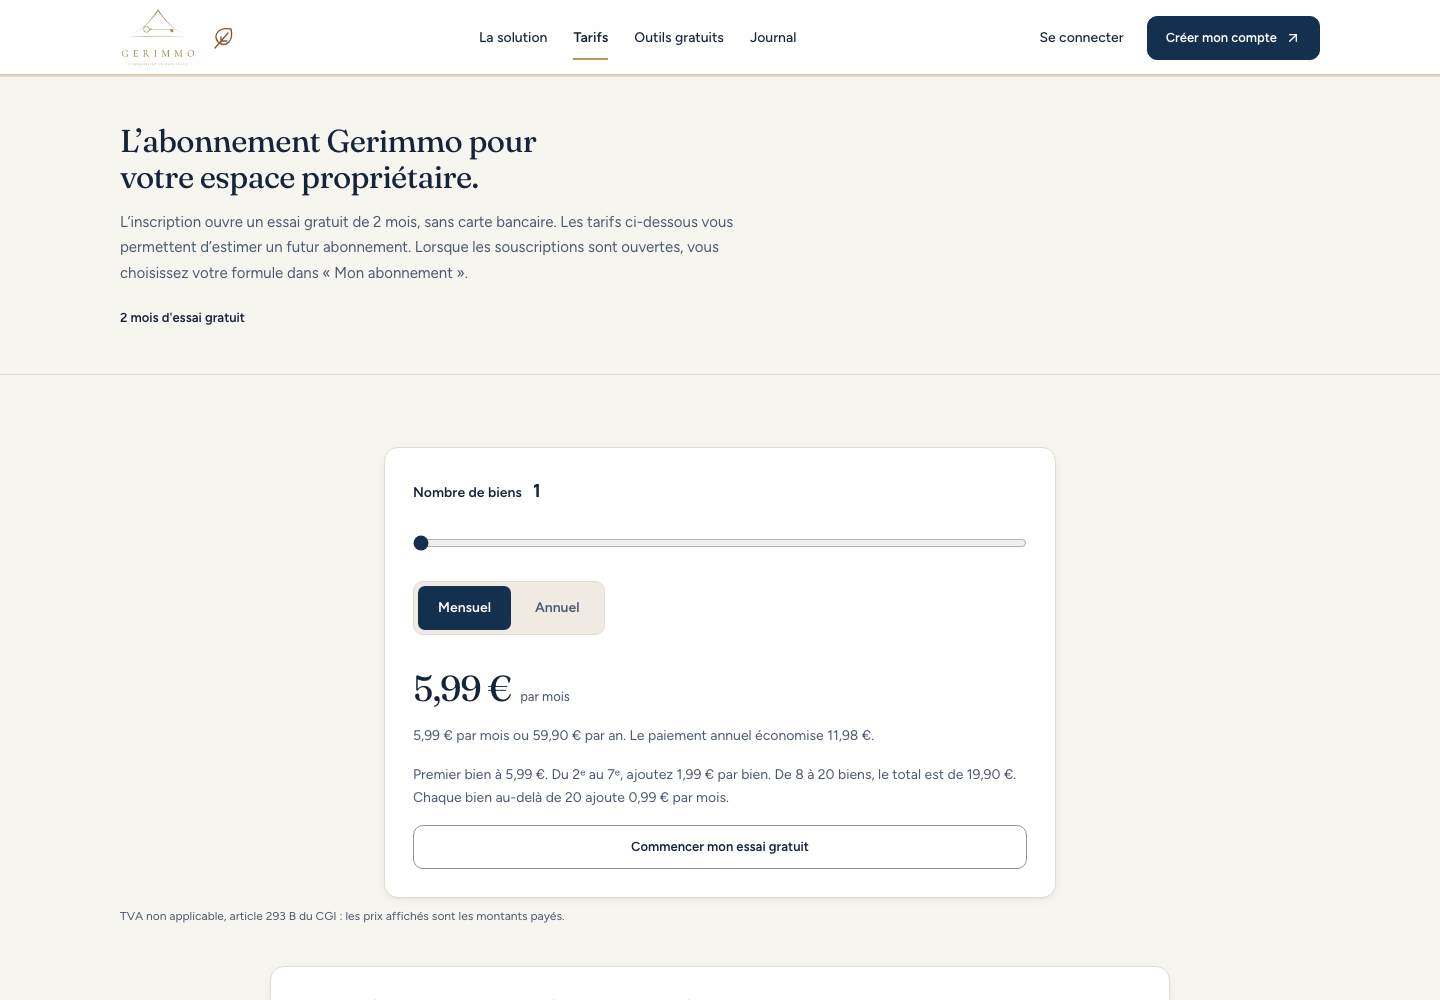 GERIMMO
La solution
Tarifs
Outils gratuits
Journal
Se connecter
Créer mon compte
L’abonnement Gerimmo pour
votre espace propriétaire.
L’inscription ouvre un essai gratuit de 2 mois, sans carte bancaire. Les tarifs ci-dessous vous
permettent d’estimer un futur abonnement. Lorsque les souscriptions sont ouvertes, vous
choisissez votre formule dans « Mon abonnement ».
2 mois d'essai gratuit
Nombre de biens 1
Mensuel
Annuel
5,99 € par mois
5,99 € par mois ou 59,90 € par an. Le paiement annuel économise 11,98 €.
Premier bien à 5,99 €. Du 2ᵉ au 7ᵉ, ajoutez 1,99 € par bien. De 8 à 20 biens, le total est de 19,90 €.
Chaque bien au-delà de 20 ajoute 0,99 € par mois.
Commencer mon essai gratuit
TVA non applicable, article 293 B du CGI : les prix affichés sont les montants payés.